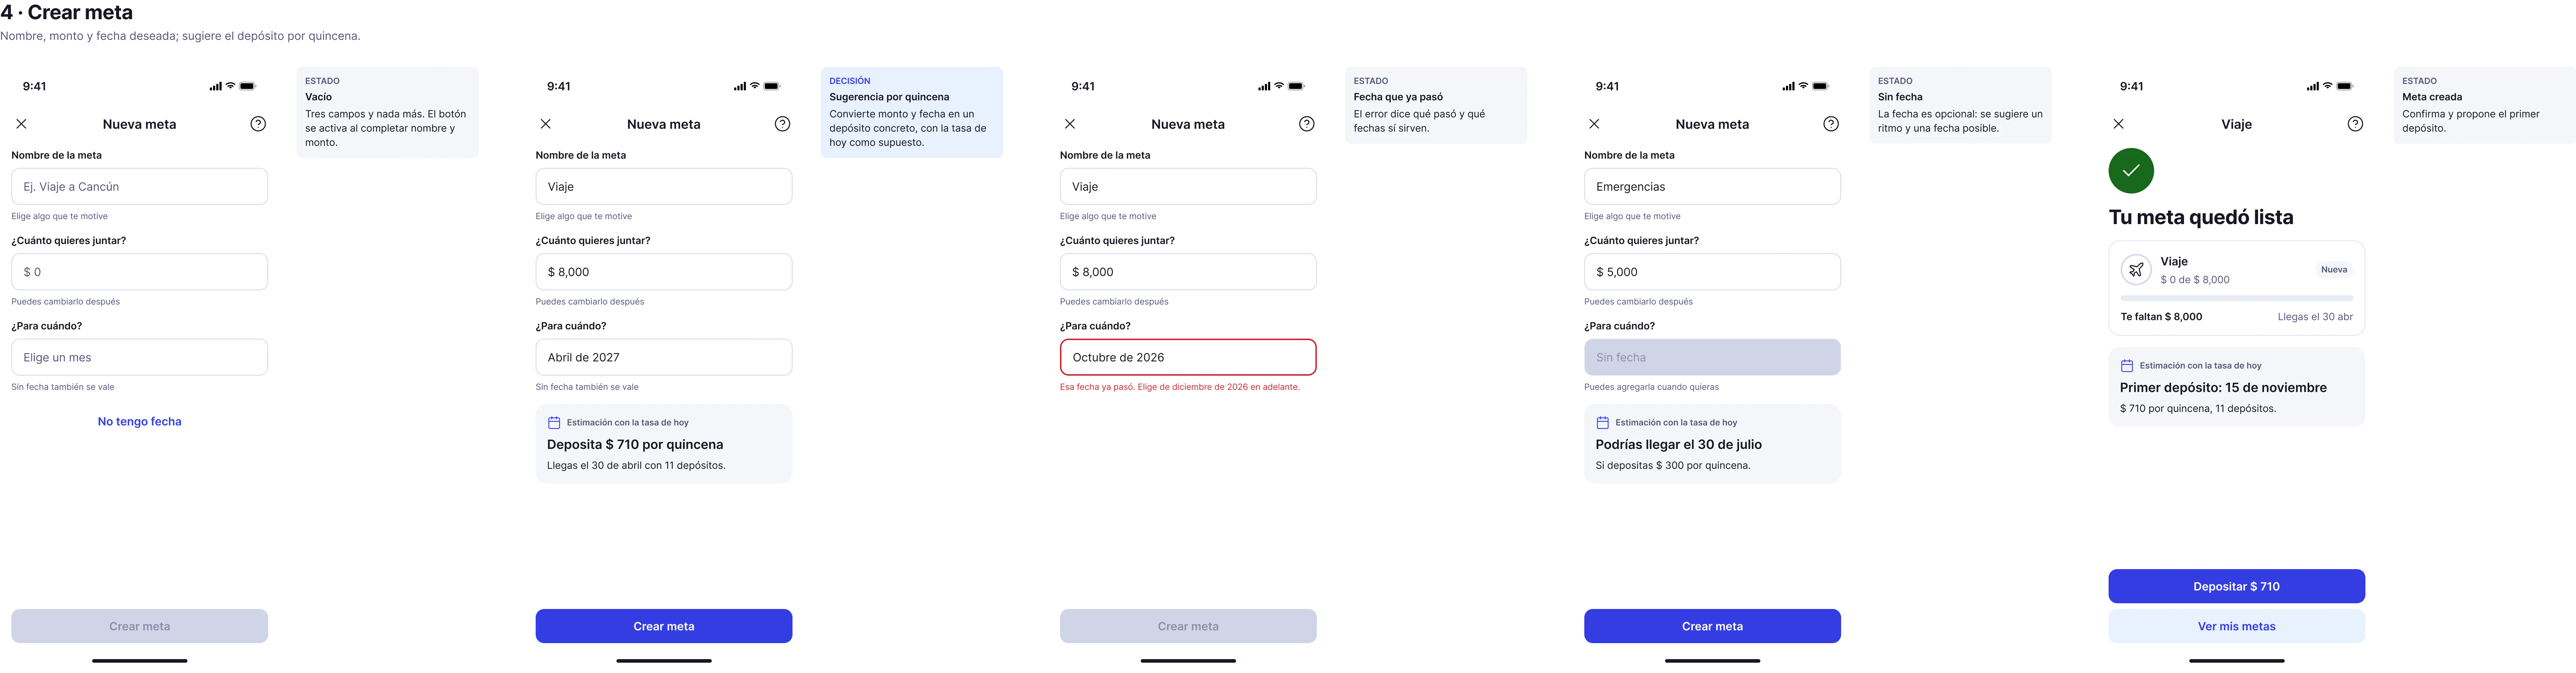 4 · Crear meta
Nombre, monto y fecha deseada; sugiere el depósito por quincena.
9:41
Nueva meta
Nombre de la meta
Ej. Viaje a Cancún
Elige algo que te motive
¿Cuánto quieres juntar?
$ 0
Puedes cambiarlo después
¿Para cuándo?
Elige un mes
Sin fecha también se vale
No tengo fecha
Crear meta
ESTADO
Vacío
Tres campos y nada más. El botón
se activa al completar nombre y
monto.
9:41
Nueva meta
Nombre de la meta
Viaje
Elige algo que te motive
¿Cuánto quieres juntar?
$ 8,000
Puedes cambiarlo después
¿Para cuándo?
Abril de 2027
Sin fecha también se vale
Estimación con la tasa de hoy
Deposita $ 710 por quincena
Llegas el 30 de abril con 11 depósitos.
Crear meta
DECISIÓN
Sugerencia por quincena
Convierte monto y fecha en un
depósito concreto, con la tasa de
hoy como supuesto.
9:41
Nueva meta
Nombre de la meta
Viaje
Elige algo que te motive
¿Cuánto quieres juntar?
$ 8,000
Puedes cambiarlo después
¿Para cuándo?
Octubre de 2026
Esa fecha ya pasó. Elige de diciembre de 2026 en adelante.
Crear meta
ESTADO
Fecha que ya pasó
El error dice qué pasó y qué
fechas sí sirven.
9:41
Nueva meta
Nombre de la meta
Emergencias
Elige algo que te motive
¿Cuánto quieres juntar?
$ 5,000
Puedes cambiarlo después
¿Para cuándo?
Sin fecha
Puedes agregarla cuando quieras
Estimación con la tasa de hoy
Podrías llegar el 30 de julio
Si depositas $ 300 por quincena.
Crear meta
ESTADO
Sin fecha
La fecha es opcional: se sugiere un
ritmo y una fecha posible.
9:41
Viaje
Tu meta quedó lista
Viaje
$ 0 de $ 8,000
Nueva
Te faltan $ 8,000
Llegas el 30 abr
Estimación con la tasa de hoy
Primer depósito: 15 de noviembre
$ 710 por quincena, 11 depósitos.
Depositar $ 710
Ver mis metas
ESTADO
Meta creada
Confirma y propone el primer
depósito.